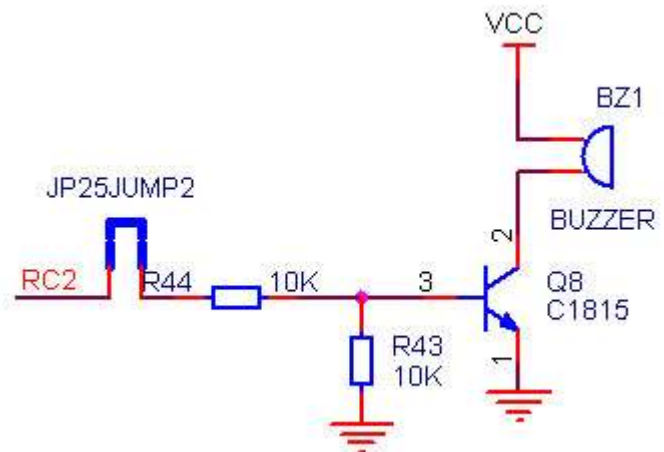 VCC
BZ1
JP25JUMP2
BUZZER
2
RC2
R44
10K
3
Q8
C1815
R43
10K
1